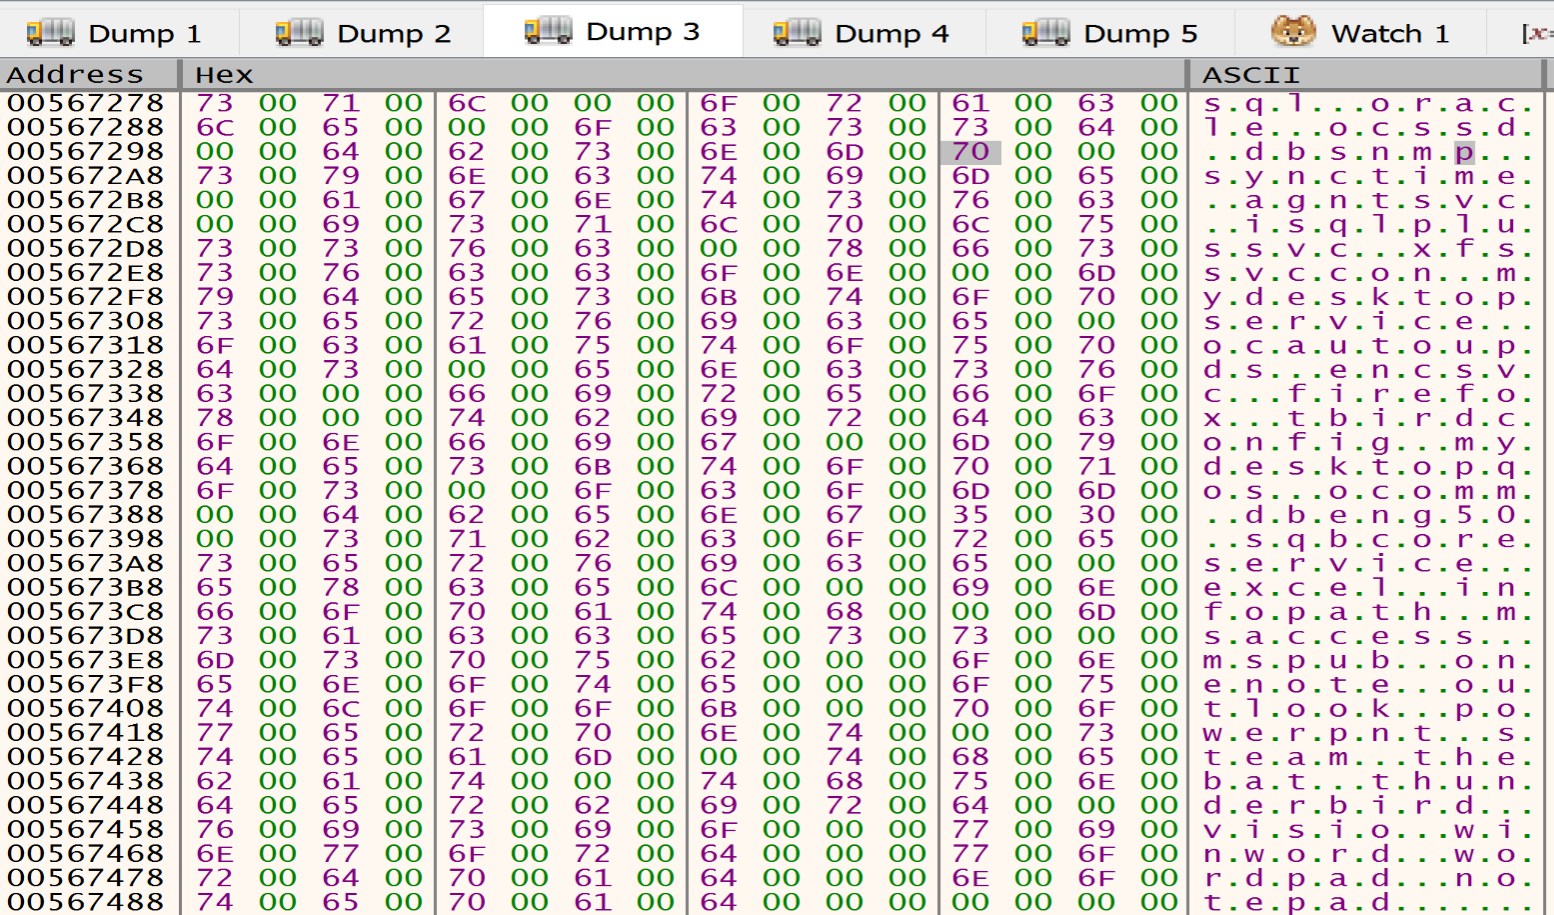 Dump 1 Dump 2 Dump 3 Dump 4 Dump 5 Watch 1 [x=
Address Hex ASCII
00567278 73 00 71 00 6C 00 00 00 6F 00 72 00 61 00 63 00 s.q.l...o.r.a.c.
00567288 6C 00 65 00 00 00 6F 00 63 00 73 00 73 00 64 00 l.e...o.c.s.s.d.
00567298 00 00 64 00 62 00 73 00 6E 00 6D 00 70 00 00 00 ..d.b.s.n.m.p...
005672A8 73 00 79 00 6E 00 63 00 74 00 69 00 6D 00 65 00 s.y.n.c.t.i.m.e.
005672B8 00 00 61 00 67 00 6E 00 74 00 73 00 76 00 63 00 ..a.g.n.t.s.v.c.
005672C8 00 00 69 00 73 00 71 00 6C 00 70 00 6C 00 75 00 ..i.s.q.l.p.l.u.
005672D8 73 00 73 00 76 00 63 00 00 00 78 00 66 00 73 00 s.s.v.c...x.f.s.
005672E8 73 00 76 00 63 00 63 00 6F 00 6E 00 00 00 6D 00 s.v.c.c.o.n...m.
005672F8 79 00 64 00 65 00 73 00 6B 00 74 00 6F 00 70 00 y.d.e.s.k.t.o.p.
00567308 73 00 65 00 72 00 76 00 69 00 63 00 65 00 00 00 s.e.r.v.i.c.e...
00567318 6F 00 63 00 61 00 75 00 74 00 6F 00 75 00 70 00 o.c.a.u.t.o.u.p.
00567328 64 00 73 00 00 00 65 00 6E 00 63 00 73 00 76 00 d.s...e.n.c.s.v.
00567338 63 00 00 00 66 00 69 00 72 00 65 00 66 00 6F 00 c...f.i.r.e.f.o.
00567348 78 00 00 00 74 00 62 00 69 00 72 00 64 00 63 00 x...t.b.i.r.d.c.
00567358 6F 00 6E 00 66 00 69 00 67 00 00 00 6D 00 79 00 o.n.f.i.g...m.y.
00567368 64 00 65 00 73 00 6B 00 74 00 6F 00 70 00 71 00 d.e.s.k.t.o.p.q.
00567378 6F 00 73 00 00 00 6F 00 63 00 6F 00 6D 00 6D 00 o.s...o.c.o.m.m.
00567388 00 00 64 00 62 00 65 00 6E 00 67 00 35 00 30 00 ..d.b.e.n.g.5.0.
00567398 00 00 73 00 71 00 62 00 63 00 6F 00 72 00 65 00 ..s.q.b.c.o.r.e.
005673A8 73 00 65 00 72 00 76 00 69 00 63 00 65 00 00 00 s.e.r.v.i.c.e...
005673B8 65 00 78 00 63 00 65 00 6C 00 00 00 69 00 6E 00 e.x.c.e.l...i.n.
005673C8 66 00 6F 00 70 00 61 00 74 00 68 00 00 00 6D 00 f.o.p.a.t.h...m.
005673D8 73 00 61 00 63 00 63 00 65 00 73 00 73 00 00 00 s.a.c.c.e.s.s...
005673E8 6D 00 73 00 70 00 75 00 62 00 00 00 6F 00 6E 00 m.s.p.u.b...o.n.
005673F8 65 00 6E 00 6F 00 74 00 65 00 00 00 6F 00 75 00 e.n.o.t.e...o.u.
00567408 74 00 6C 00 6F 00 6F 00 6B 00 00 00 70 00 6F 00 t.l.o.o.k...p.o.
00567418 77 00 65 00 72 00 70 00 6E 00 74 00 00 00 73 00 w.e.r.p.n.t...s.
00567428 74 00 65 00 61 00 6D 00 00 00 74 00 68 00 65 00 t.e.a.m...t.h.e.
00567438 62 00 61 00 74 00 00 00 74 00 68 00 75 00 6E 00 b.a.t...t.h.u.n.
00567448 64 00 65 00 72 00 62 00 69 00 72 00 64 00 00 00 d.e.r.b.i.r.d...
00567458 76 00 69 00 73 00 69 00 6F 00 00 00 77 00 69 00 v.i.s.i.o...w.i.
00567468 6E 00 77 00 6F 00 72 00 64 00 00 00 77 00 6F 00 n.w.o.r.d...w.o.
00567478 72 00 64 00 70 00 61 00 64 00 00 00 6E 00 6F 00 r.d.p.a.d...n.o.
00567488 74 00 65 00 70 00 61 00 64 00 00 00 00 00 00 00 t.e.p.a.d.......